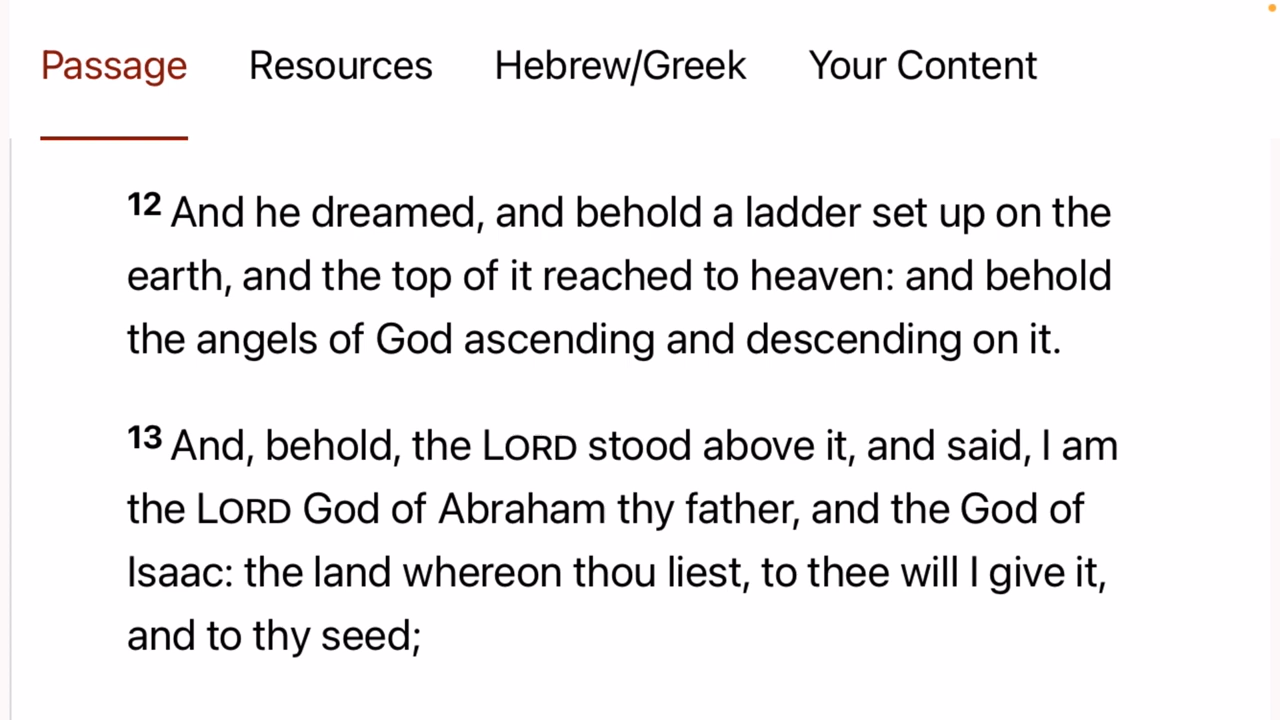 Passage Resources Hebrew/Greek Your Content
12 And he dreamed, and behold a ladder set up on the
earth, and the top of it reached to heaven: and behold
the angels of God ascending and descending on it.
13 And, behold, the LORD stood above it, and said, I am
the LORD God of Abraham thy father, and the God of
Isaac: the land whereon thou liest, to thee will I give it,
and to thy seed;